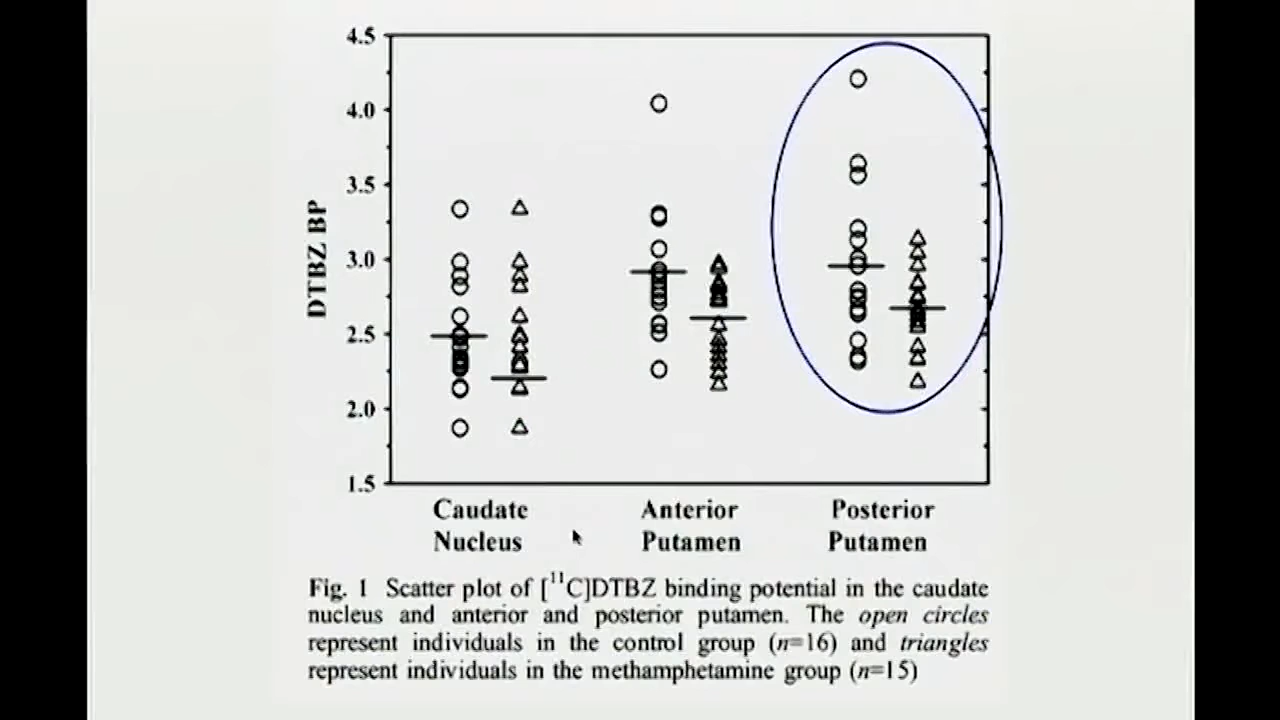 4.5
4.0
3.5
3.0
2.5
2.0
1.5
DTBZ BP
Caudate Nucleus
Anterior Putamen
Posterior Putamen
Fig. 1 Scatter plot of [¹¹C]DTBZ binding potential in the caudate
nucleus and anterior and posterior putamen. The open circles
represent individuals in the control group (n=16) and triangles
represent individuals in the methamphetamine group (n=15)